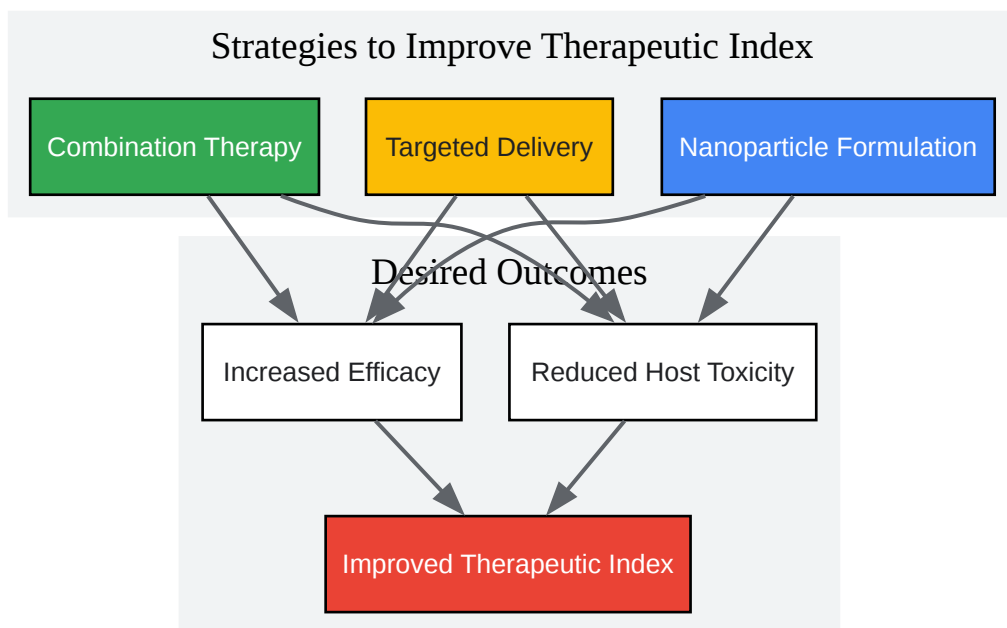 Strategies to Improve Therapeutic Index
Combination Therapy
Targeted Delivery
Nanoparticle Formulation
Desired Outcomes
Increased Efficacy
Reduced Host Toxicity
Improved Therapeutic Index